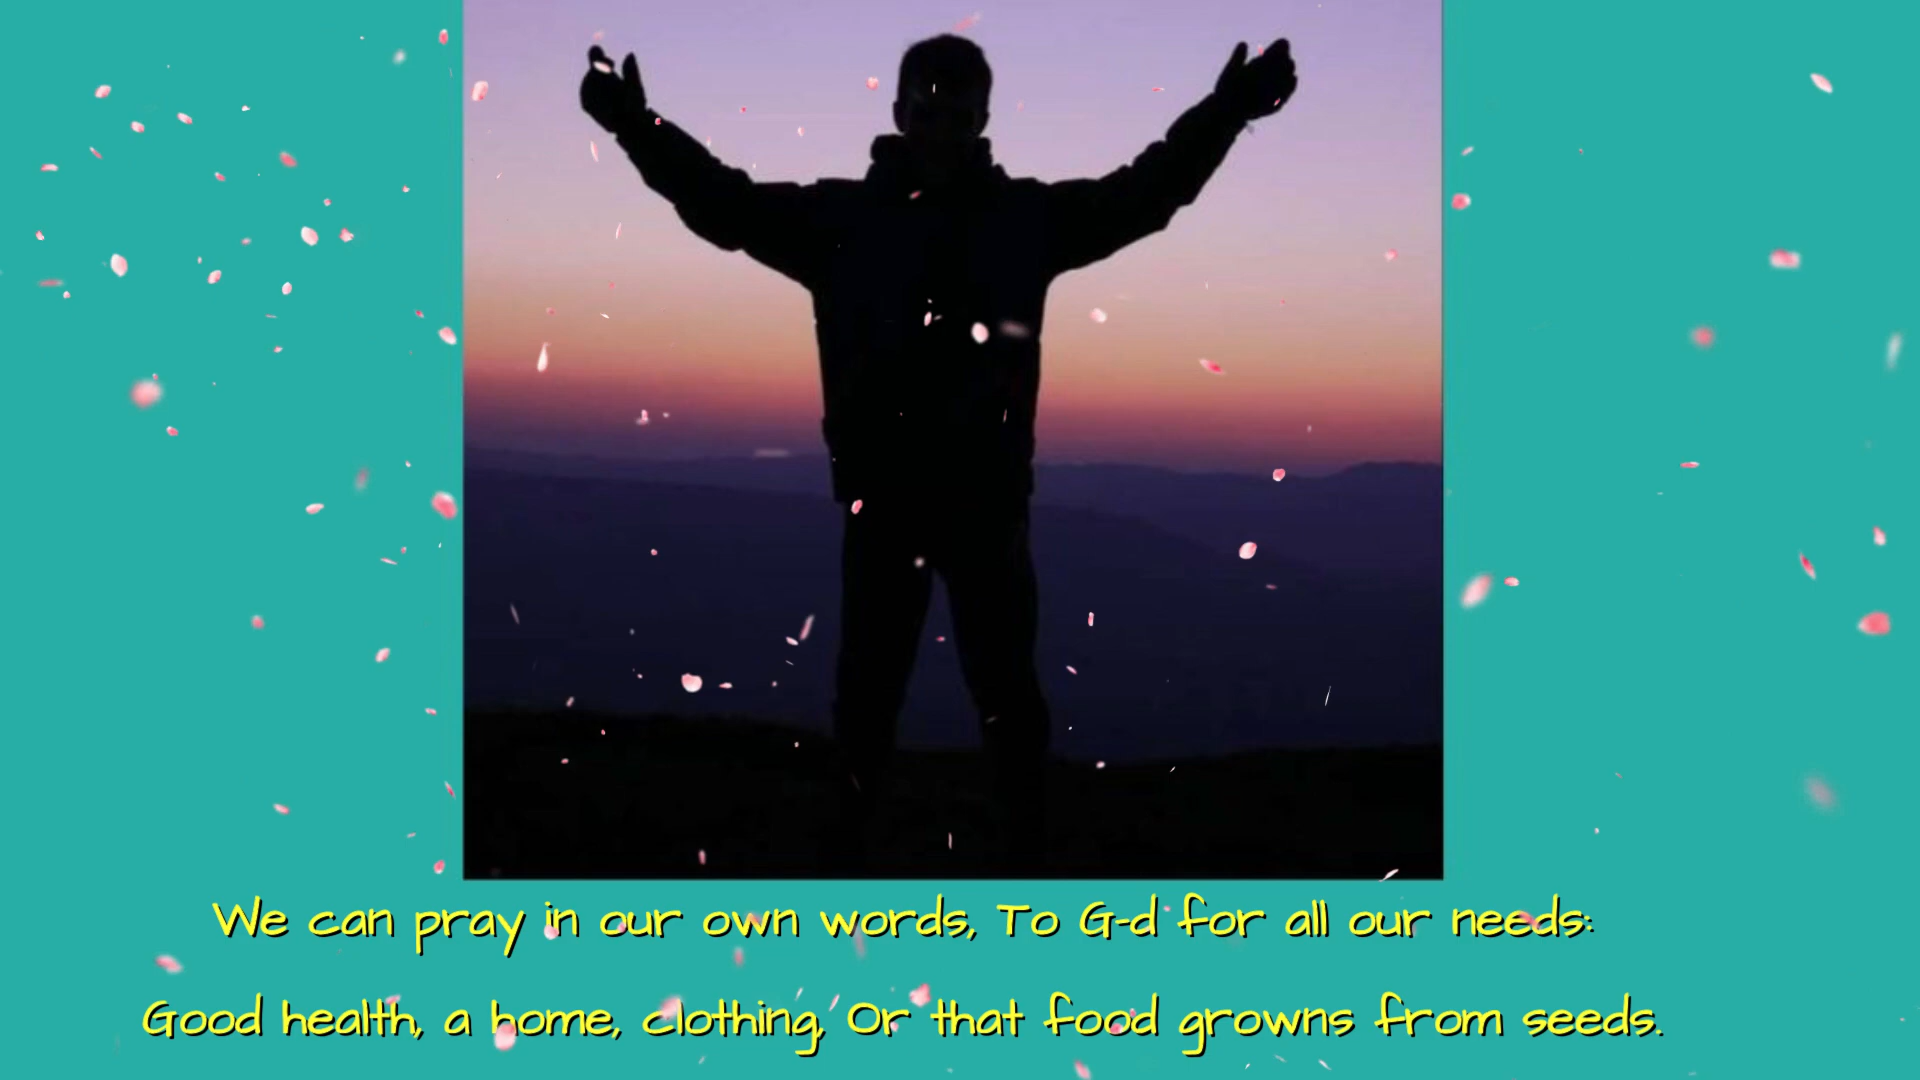 We can pray in our own words, To G-d for all our needs:
Good health, a home, clothing, Or that food growns from seeds.